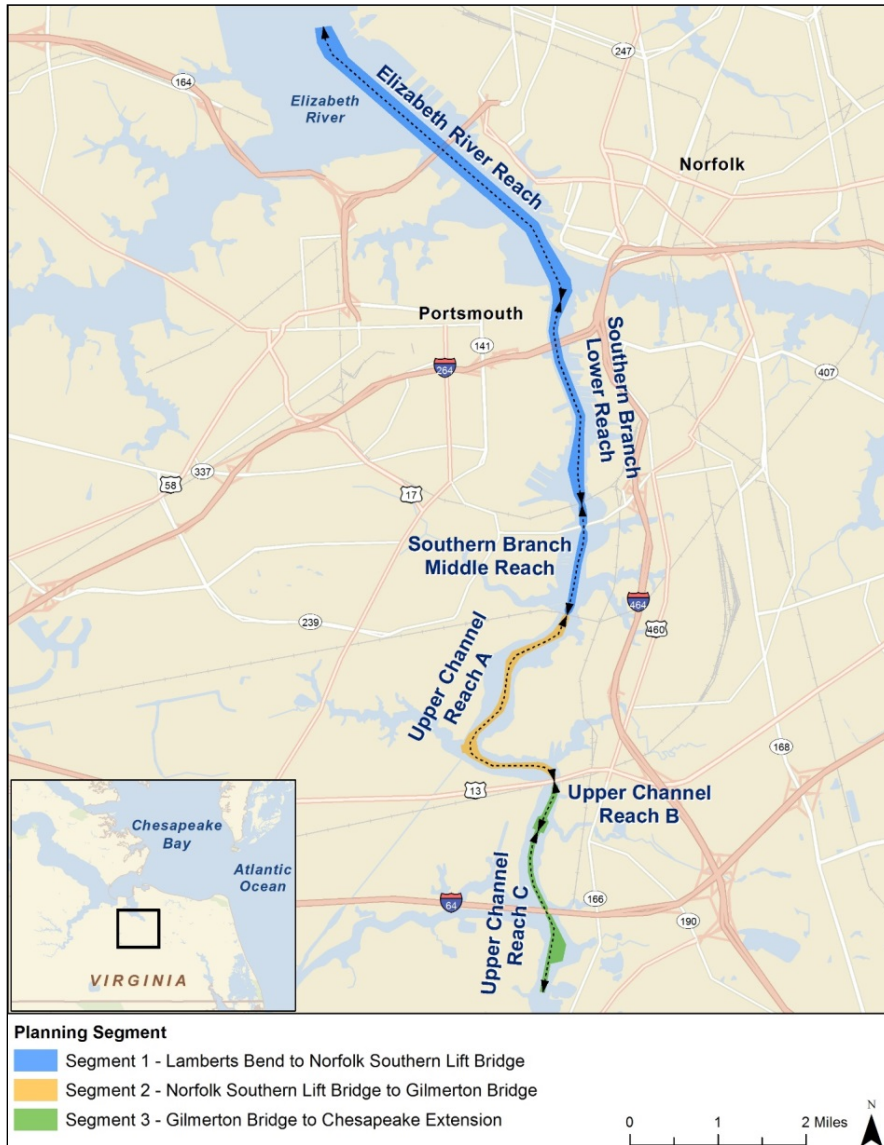 247
164
Elizabeth
River
Elizabeth River Reach
Norfolk
Portsmouth
141
264
Southern Branch
Lower Reach
407
337
58
17
Southern Branch
Middle Reach
464
239
460
Upper Channel
Reach A
168
13
Upper Channel
Reach B
Upper Channel
Reach C
64
166
190
Chesapeake
Bay
Atlantic
Ocean
VIRGINIA
Planning Segment
Segment 1 - Lamberts Bend to Norfolk Southern Lift Bridge
Segment 2 - Norfolk Southern Lift Bridge to Gilmerton Bridge
Segment 3 - Gilmerton Bridge to Chesapeake Extension
0 1 2 Miles
N